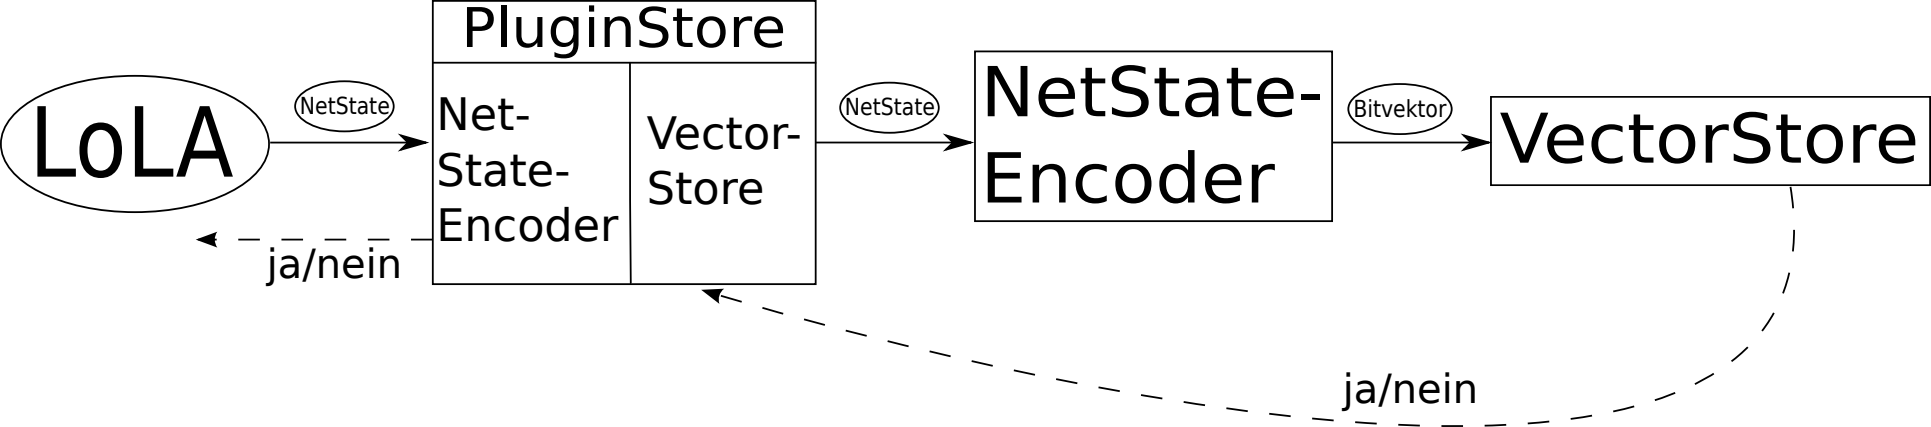 PluginStore
LoLA
NetState
Net-
State-
Encoder
Vector-
Store
NetState
NetState-
Encoder
Bitvektor
VectorStore
ja/nein
ja/nein